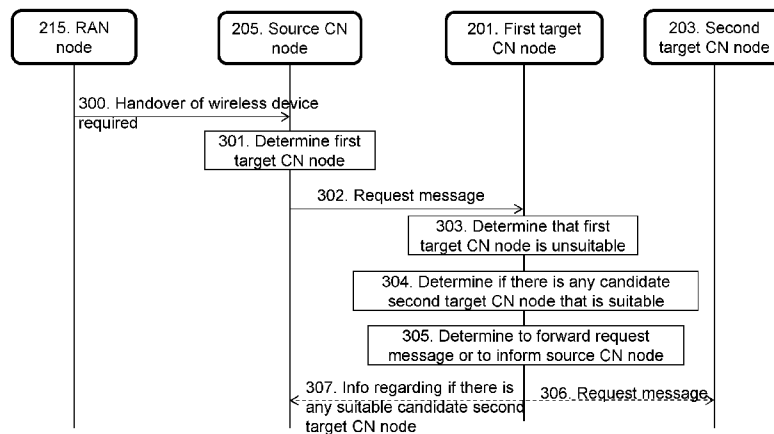 215. RAN
node
205. Source CN
node
201. First target
CN node
203. Second
target CN node
300. Handover of wireless device
required
301. Determine first
target CN node
302. Request message
303. Determine that first
target CN node is unsuitable
304. Determine if there is any candidate
second target CN node that is suitable
305. Determine to forward request
message or to inform source CN node
307. Info regarding if there is
any suitable candidate second
target CN node
306. Request message